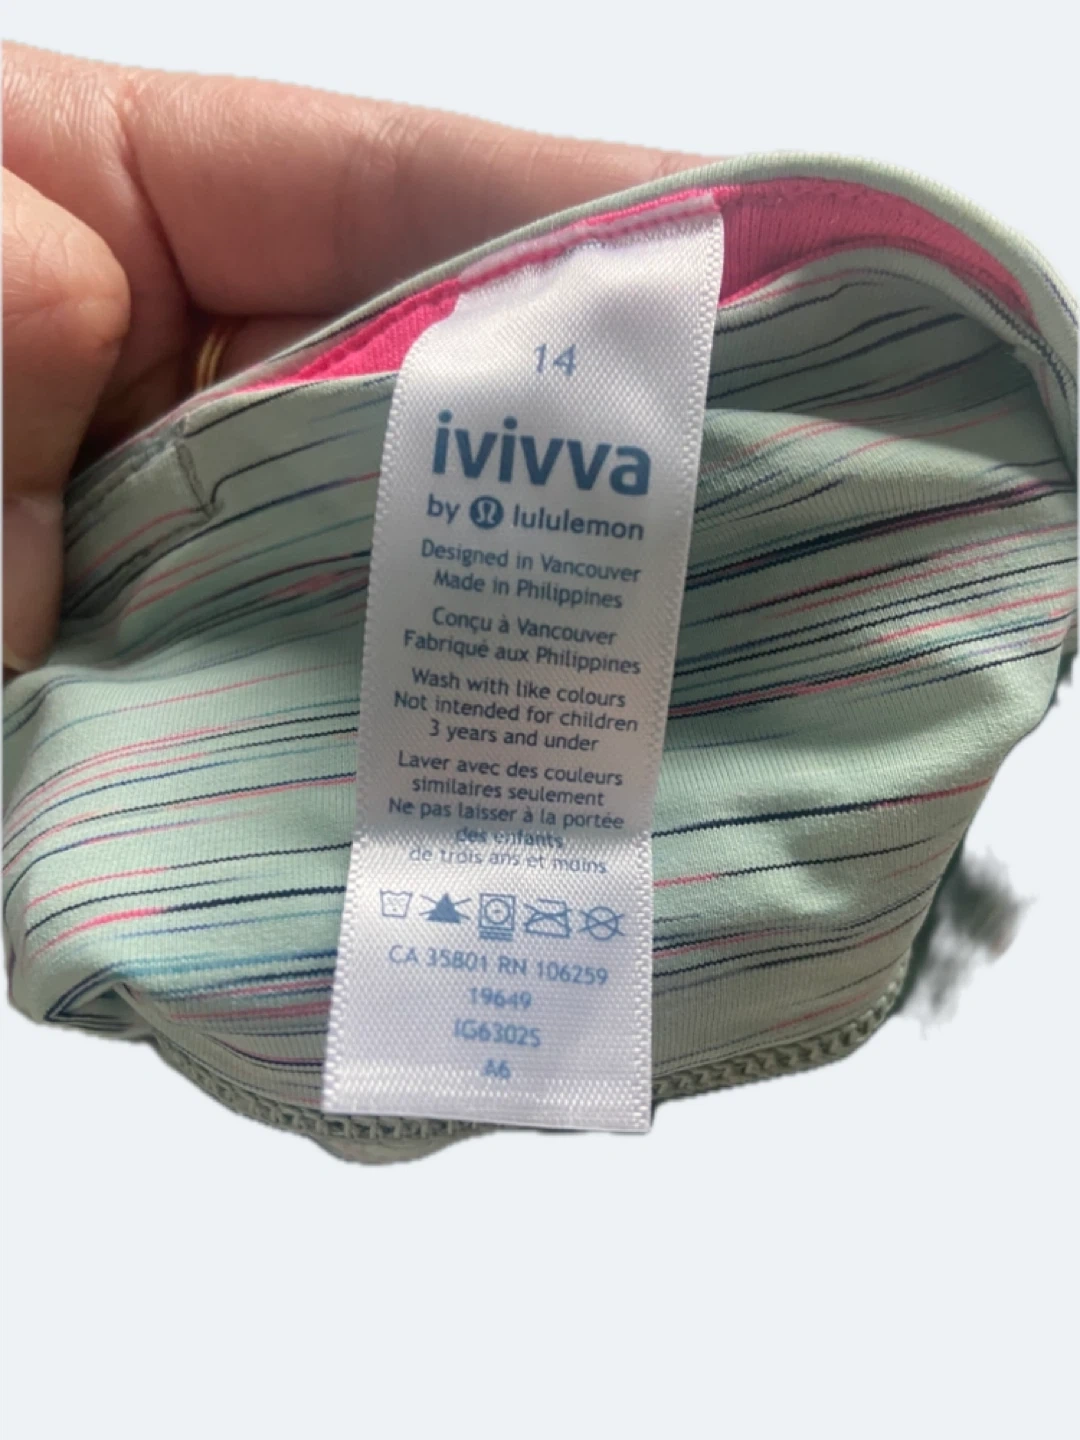 14
ivivva
by lululemon
Designed in Vancouver
Made in Philippines
Conçu à Vancouver
Fabriqué aux Philippines
Wash with like colours
Not intended for children
3 years and under
Laver avec des couleurs
similaires seulement
Ne pas laisser à la portée
des enfants
de trois ans et moins
CA 35801 RN 106259
19649
IG63025
A6